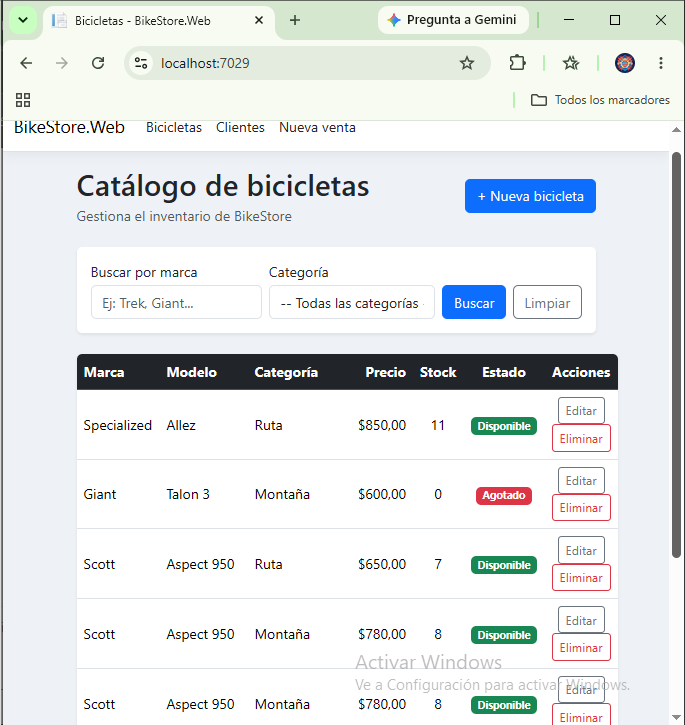 Bicicletas - BikeStore.Web
Pregunta a Gemini
localhost:7029
Todos los marcadores
BikeStore.Web Bicicletas Clientes Nueva venta
Catálogo de bicicletas
+ Nueva bicicleta
Gestiona el inventario de BikeStore
Buscar por marca Categoría
Ej: Trek, Giant... -- Todas las categorías Buscar Limpiar
Marca Modelo Categoría Precio Stock Estado Acciones
Editar
Specialized Allez Ruta $850,00 11 Disponible
Eliminar
Editar
Giant Talon 3 Montaña $600,00 0 Agotado
Eliminar
Editar
Scott Aspect 950 Ruta $650,00 7 Disponible
Eliminar
Editar
Scott Aspect 950 Montaña $780,00 8 Disponible
Eliminar
Activar Windows
Ve a Configuración para activar Windows.
Editar
Scott Aspect 950 Montaña $780,00 8 Disponible
Eliminar